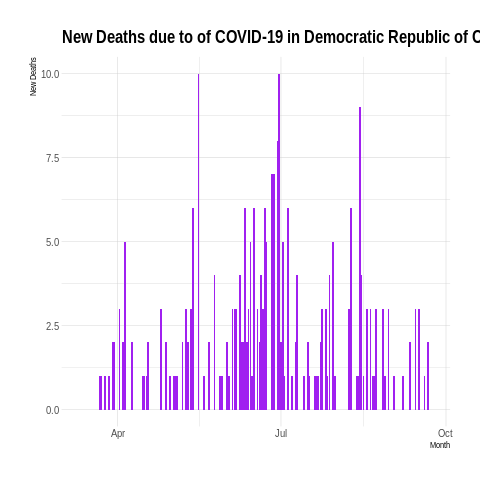 New Deaths due to of COVID-19 in Democratic Republic of C
New Deaths
10.0
7.5
5.0
2.5
0.0
Apr
Jul
Oct
Month